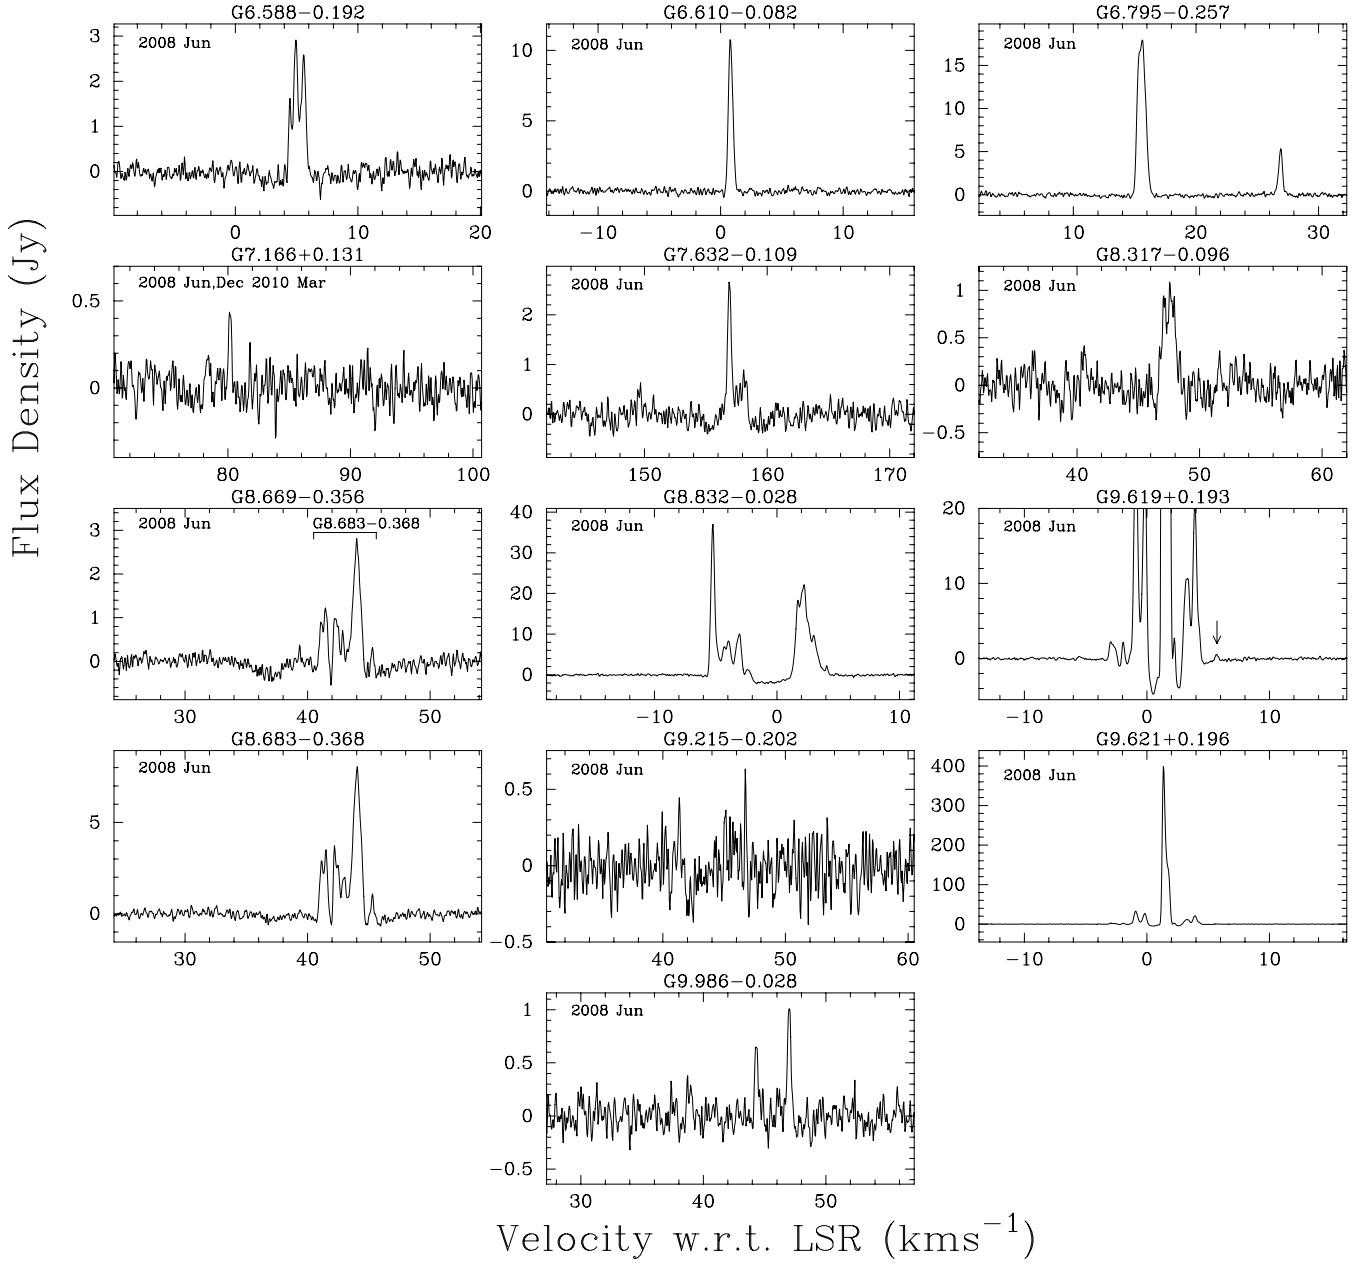 G6.588−0.192
2008 Jun
3
2
1
0
0
10
20
G6.610−0.082
2008 Jun
10
5
0
−10
0
10
G6.795−0.257
2008 Jun
15
10
5
0
10
20
30
Flux Density (Jy)
G7.166+0.131
2008 Jun,Dec 2010 Mar
0.5
0
80
90
100
G7.632−0.109
2008 Jun
2
1
0
150
160
170
G8.317−0.096
2008 Jun
1
0.5
0
−0.5
40
50
60
G8.669−0.356
2008 Jun
G8.683−0.368
3
2
1
0
30
40
50
G8.832−0.028
2008 Jun
40
30
20
10
0
−10
0
10
G9.619+0.193
2008 Jun
20
10
0
−10
0
10
G8.683−0.368
2008 Jun
5
0
30
40
50
G9.215−0.202
2008 Jun
0.5
0
−0.5
40
50
60
G9.621+0.196
2008 Jun
400
300
200
100
0
−10
0
10
G9.986−0.028
2008 Jun
1
0.5
0
−0.5
30
40
50
Velocity w.r.t. LSR (kms−1)